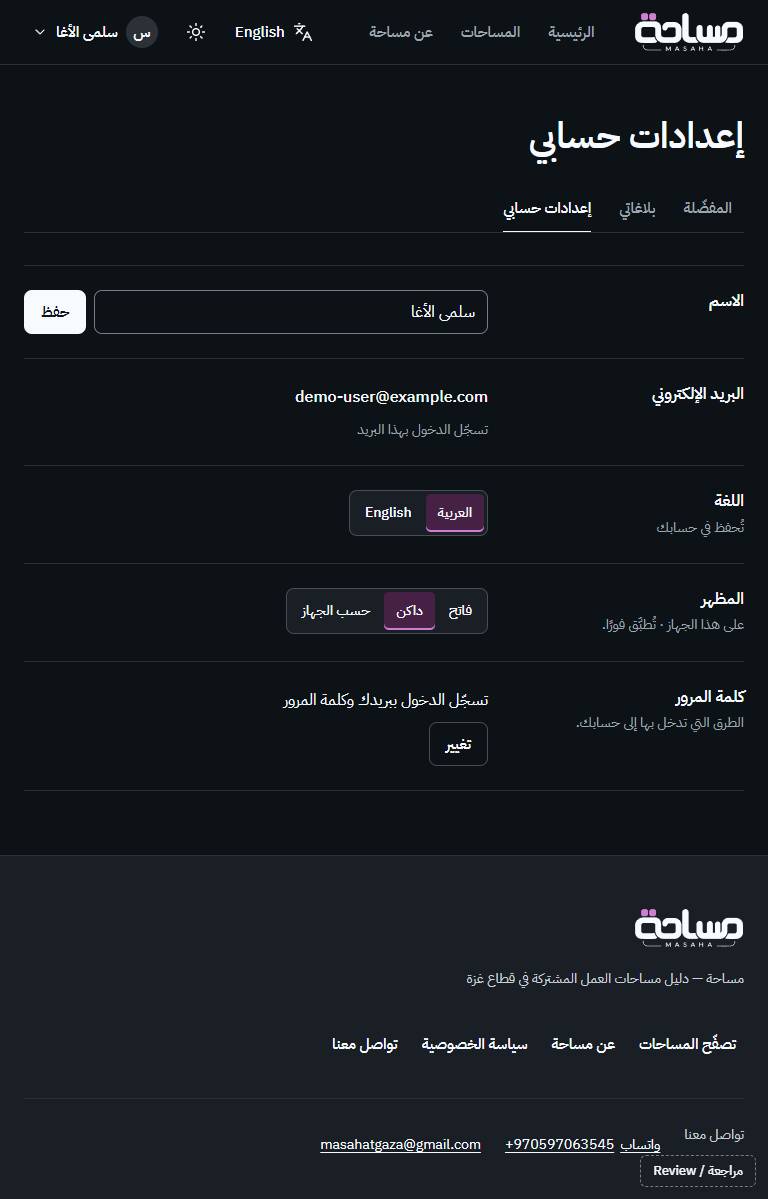 مساحة
MASAHA
الرئيسية
المساحات
عن مساحة
English
س
سلمى الأغا
إعدادات حسابي
المفضّلة
بلاغاتي
إعدادات حسابي
الاسم
سلمى الأغا
حفظ
البريد الإلكتروني
demo-user@example.com
تسجّل الدخول بهذا البريد
اللغة
تُحفظ في حسابك
العربية
English
المظهر
على هذا الجهاز · تُطبَّق فورًا.
فاتح
داكن
حسب الجهاز
كلمة المرور
الطرق التي تدخل بها إلى حسابك.
تسجّل الدخول ببريدك وكلمة المرور
تغيير
مساحة
MASAHA
مساحة — دليل مساحات العمل المشتركة في قطاع غزة
تصفّح المساحات
عن مساحة
سياسة الخصوصية
تواصل معنا
تواصل معنا
واتساب +970597063545
masahatgaza@gmail.com
مراجعة / Review